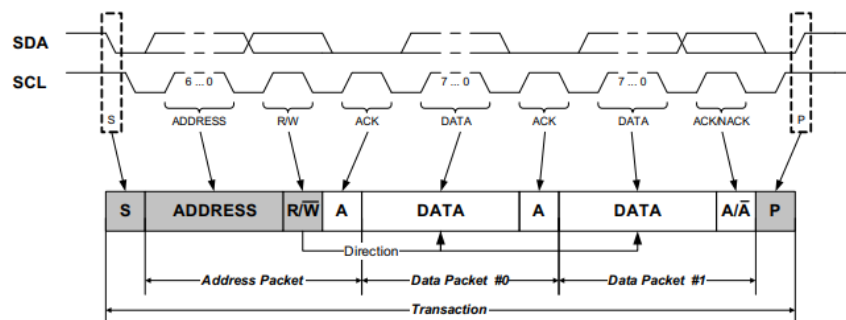 SDA
SCL
6 ... 0
7 ... 0
7 ... 0
S
ADDRESS
R/W
ACK
DATA
ACK
DATA
ACK/NACK
P
S
ADDRESS
R/W̅
A
DATA
A
DATA
A/A̅
P
Direction
Address Packet
Data Packet #0
Data Packet #1
Transaction